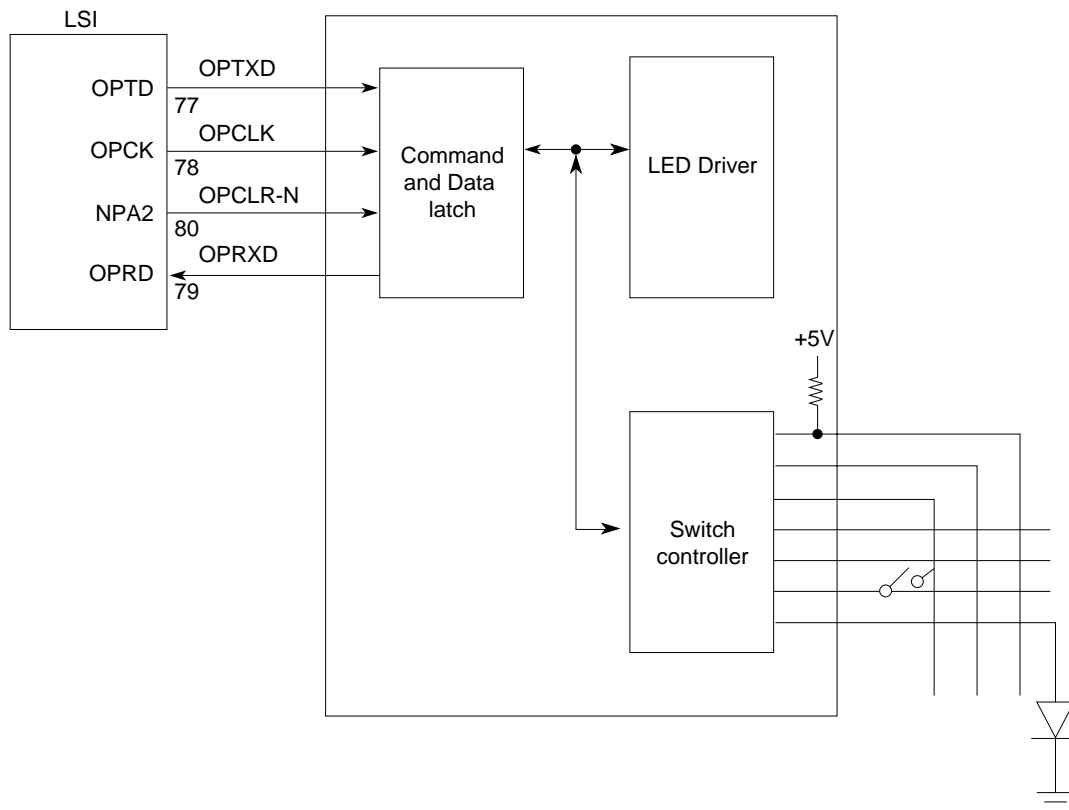 LSI
OPTD
77
OPTXD
OPCK
78
OPCLK
NPA2
80
OPCLR-N
OPRD
79
OPRXD
Command
and Data
latch
LED Driver
+5V
Switch
controller